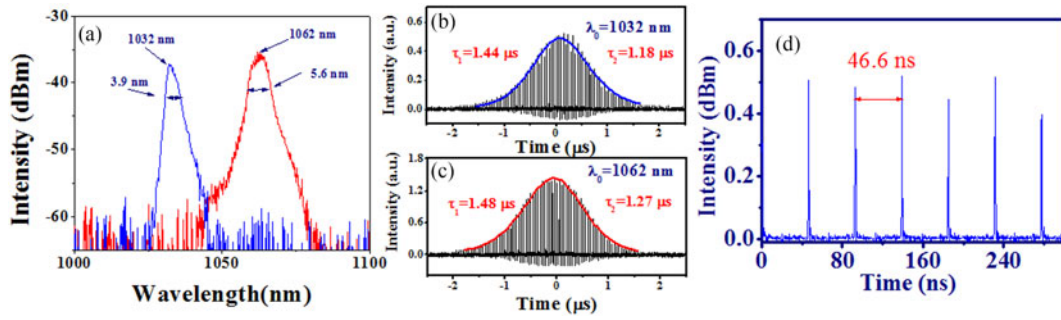 (a)
Intensity (dBm)
-30
-40
-50
-60
1032 nm
3.9 nm
1062 nm
5.6 nm
1000
1050
1100
Wavelength(nm)
(b)
λ₀=1032 nm
τ₁=1.44 μs
τ₂=1.18 μs
Intensity (a.u.)
0.6
0.4
0.2
0.0
-2
-1
0
1
2
Time (μs)
(c)
λ₀=1062 nm
τ₁=1.48 μs
τ₂=1.27 μs
Intensity (a.u.)
1.8
1.2
0.6
0.0
-2
-1
0
1
2
Time (μs)
(d)
46.6 ns
Intensity (dBm)
0.6
0.4
0.2
0.0
0
80
160
240
Time (ns)